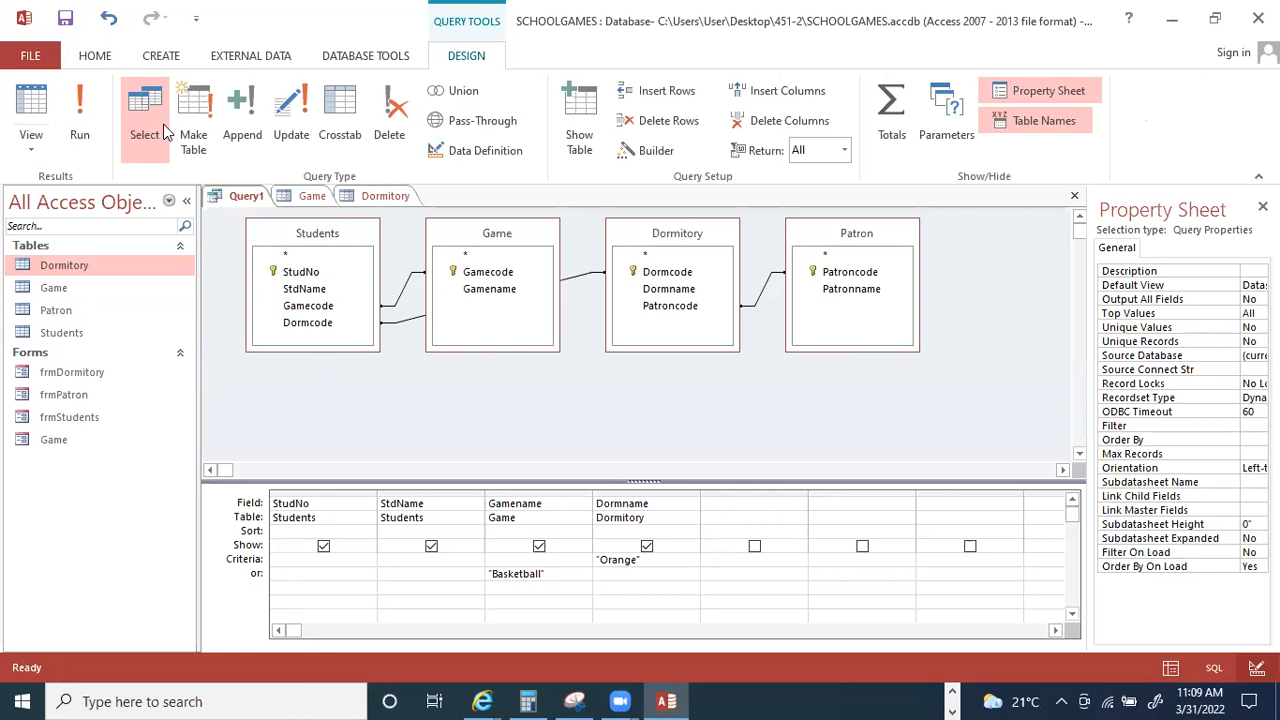 QUERY TOOLS
SCHOOLGAMES : Database- C:\Users\User\Desktop\451-2\SCHOOLGAMES.accdb (Access 2007 - 2013 file format) -...
?
FILE HOME CREATE EXTERNAL DATA DATABASE TOOLS DESIGN
Sign in
View
Run
Select
Make Table
Append
Update
Crosstab
Delete
Union
Pass-Through
Data Definition
Show Table
Insert Rows
Delete Rows
Builder
Insert Columns
Delete Columns
Return: All
Totals
Parameters
Property Sheet
XYZ Table Names
Results
Query Type
Query Setup
Show/Hide
All Access Obje...
Search...
Tables
Dormitory
Game
Patron
Students
Forms
frmDormitory
frmPatron
frmStudents
Game
Query1 Game Dormitory
Students
*
StudNo
StdName
Gamecode
Dormcode
Game
*
Gamecode
Gamename
Dormitory
*
Dormcode
Dormname
Patroncode
Patron
*
Patroncode
Patronname
Field: StudNo StdName Gamename Dormname
Table: Students Students Game Dormitory
Sort:
Show:
Criteria: "Orange"
or: "Basketball"
Property Sheet
Selection type: Query Properties
General
Description
Default View Data:
Output All Fields No
Top Values All
Unique Values No
Unique Records No
Source Database (curre
Source Connect Str
Record Locks No Lo
Recordset Type Dyna
ODBC Timeout 60
Filter
Order By
Max Records
Orientation Left-t
Subdatasheet Name
Link Child Fields
Link Master Fields
Subdatasheet Height 0"
Subdatasheet Expanded No
Filter On Load No
Order By On Load Yes
Ready
SQL
Type here to search
21°C
11:09 AM
3/31/2022